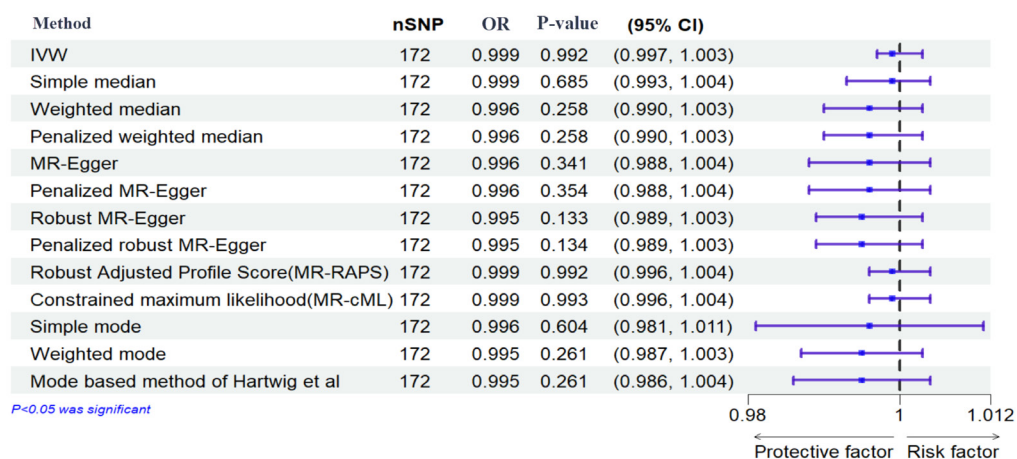 Method nSNP OR P-value (95% CI)
IVW 172 0.999 0.992 (0.997, 1.003)
Simple median 172 0.999 0.685 (0.993, 1.004)
Weighted median 172 0.996 0.258 (0.990, 1.003)
Penalized weighted median 172 0.996 0.258 (0.990, 1.003)
MR-Egger 172 0.996 0.341 (0.988, 1.004)
Penalized MR-Egger 172 0.996 0.354 (0.988, 1.004)
Robust MR-Egger 172 0.995 0.133 (0.989, 1.003)
Penalized robust MR-Egger 172 0.995 0.134 (0.989, 1.003)
Robust Adjusted Profile Score(MR-RAPS) 172 0.999 0.992 (0.996, 1.004)
Constrained maximum likelihood(MR-cML) 172 0.999 0.993 (0.996, 1.004)
Simple mode 172 0.996 0.604 (0.981, 1.011)
Weighted mode 172 0.995 0.261 (0.987, 1.003)
Mode based method of Hartwig et al 172 0.995 0.261 (0.986, 1.004)
P<0.05 was significant
0.98 1 1.012
Protective factor Risk factor